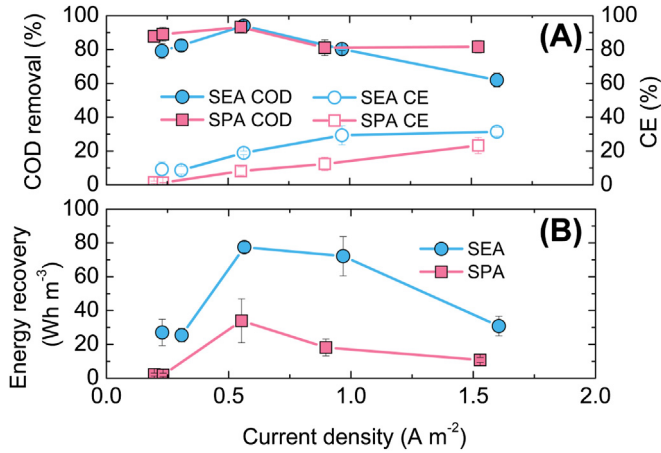 COD removal (%)
100
80
60
40
20
0
(A)
SEA COD
SEA CE
SPA COD
SPA CE
100
80
60
40
20
0
CE (%)
Energy recovery
(Wh m-3)
100
80
60
40
20
0
(B)
SEA
SPA
0.0
0.5
1.0
1.5
2.0
Current density (A m-2)